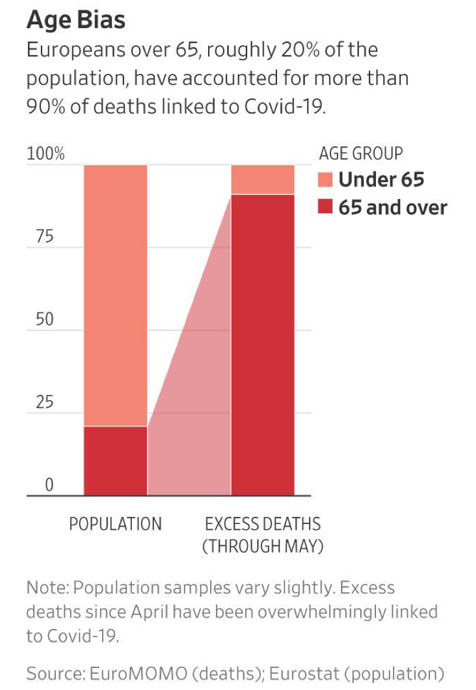 Age Bias
Europeans over 65, roughly 20% of the
population, have accounted for more than
90% of deaths linked to Covid-19.
100%
AGE GROUP
Under 65
65 and over
75
50
25
0
POPULATION
EXCESS DEATHS
(THROUGH MAY)
Note: Population samples vary slightly. Excess
deaths since April have been overwhelmingly linked
to Covid-19.
Source: EuroMOMO (deaths); Eurostat (population)